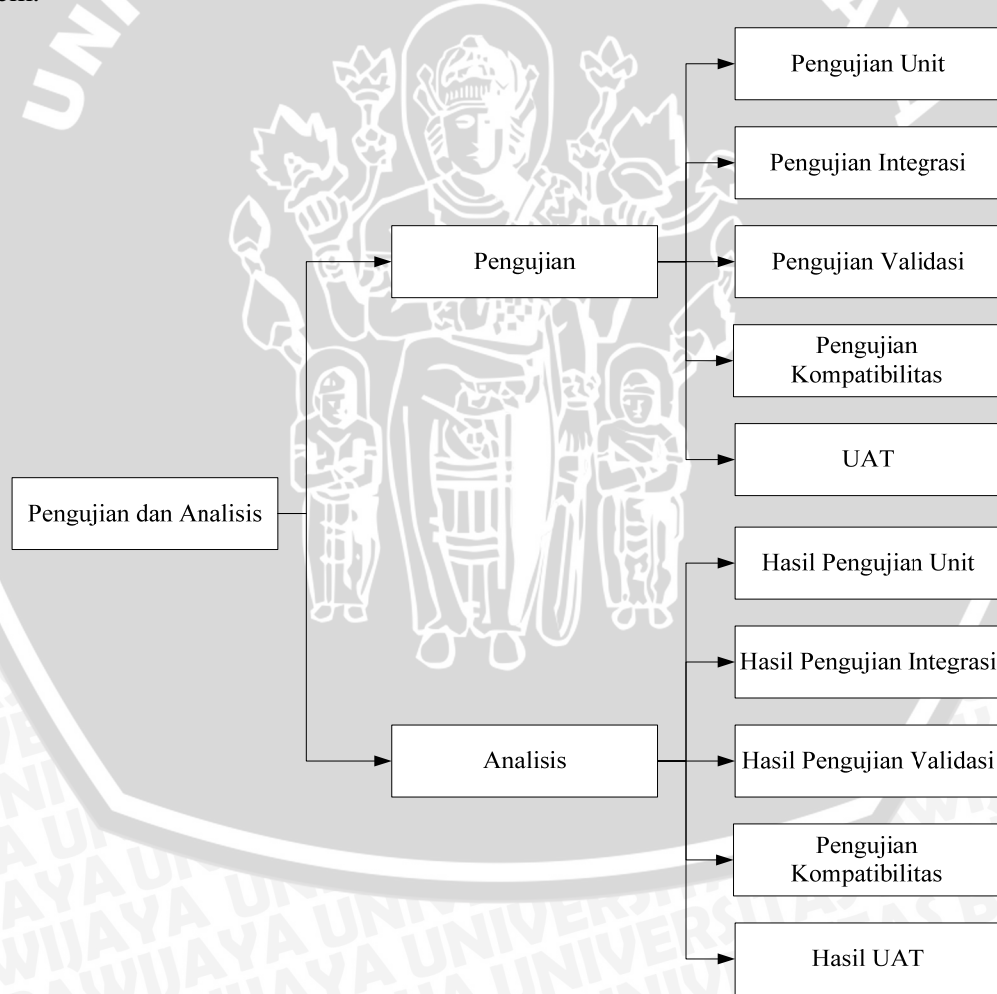 Pengujian Unit
Pengujian Integrasi
Pengujian
Pengujian Validasi
Pengujian
Kompatibilitas
UAT
Pengujian dan Analisis
Hasil Pengujian Unit
Hasil Pengujian Integrasi
Analisis
Hasil Pengujian Validasi
Pengujian
Kompatibilitas
Hasil UAT